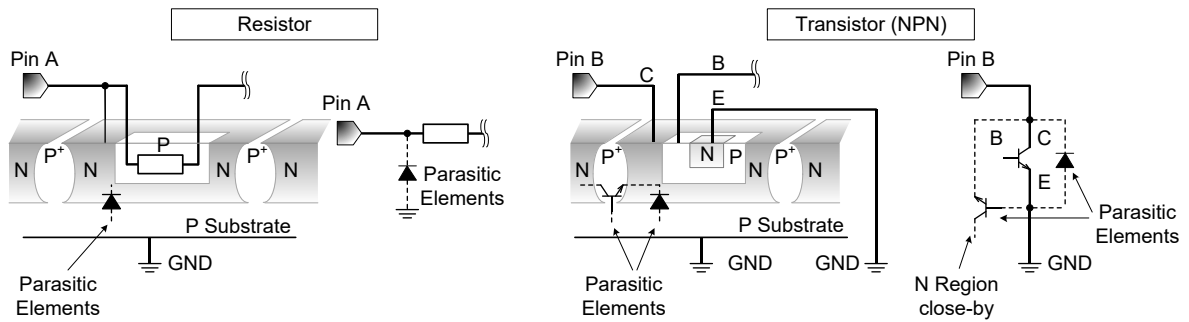 Resistor
Transistor (NPN)
Pin A
Pin A
N
P+
N
P
N
P+
N
Parasitic
Elements
P Substrate
GND
Parasitic
Elements
Pin B
C
B
E
N
P+
N
N
P
N
P+
N
P Substrate
GND
GND
Parasitic
Elements
Pin B
B
C
E
Parasitic
Elements
GND
N Region
close-by